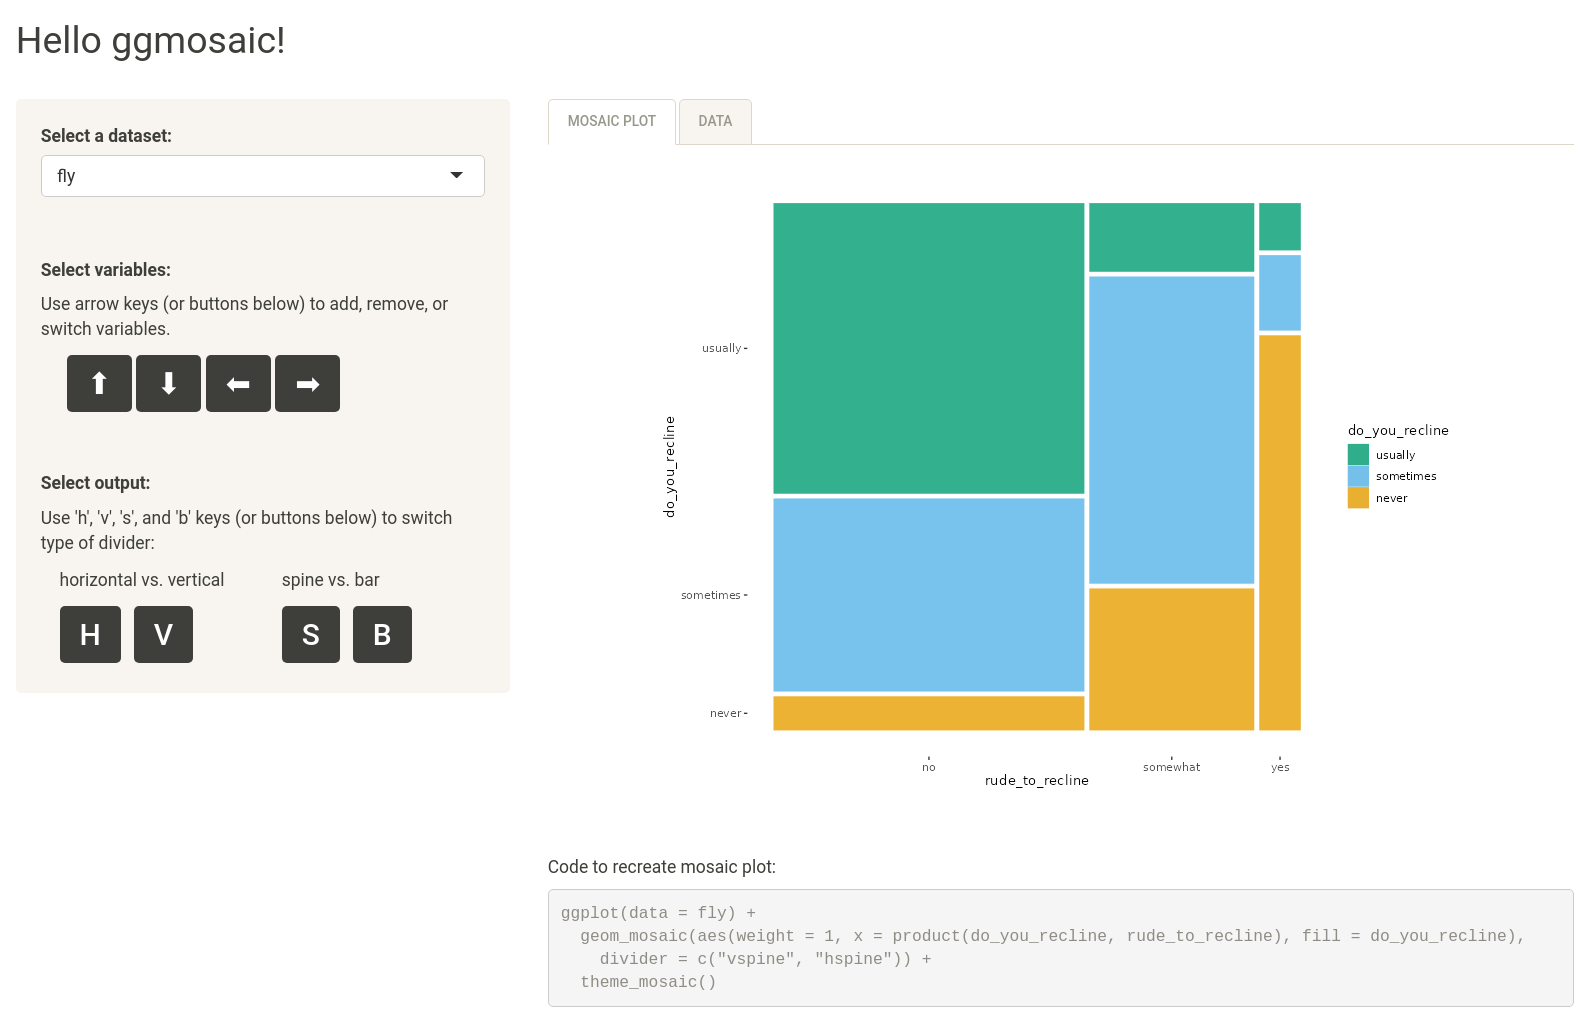 Hello ggmosaic!
Select a dataset:
fly
Select variables:
Use arrow keys (or buttons below) to add, remove, or
switch variables.
⬆ ⬇ ⬅ ➡
Select output:
Use 'h', 'v', 's', and 'b' keys (or buttons below) to switch
type of divider:
horizontal vs. vertical
spine vs. bar
H V S B
MOSAIC PLOT
DATA
do_you_recline
usually
sometimes
never
no
somewhat
yes
rude_to_recline
do_you_recline
usually
sometimes
never
Code to recreate mosaic plot:
ggplot(data = fly) +
  geom_mosaic(aes(weight = 1, x = product(do_you_recline, rude_to_recline), fill = do_you_recline),
    divider = c("vspine", "hspine")) +
  theme_mosaic()